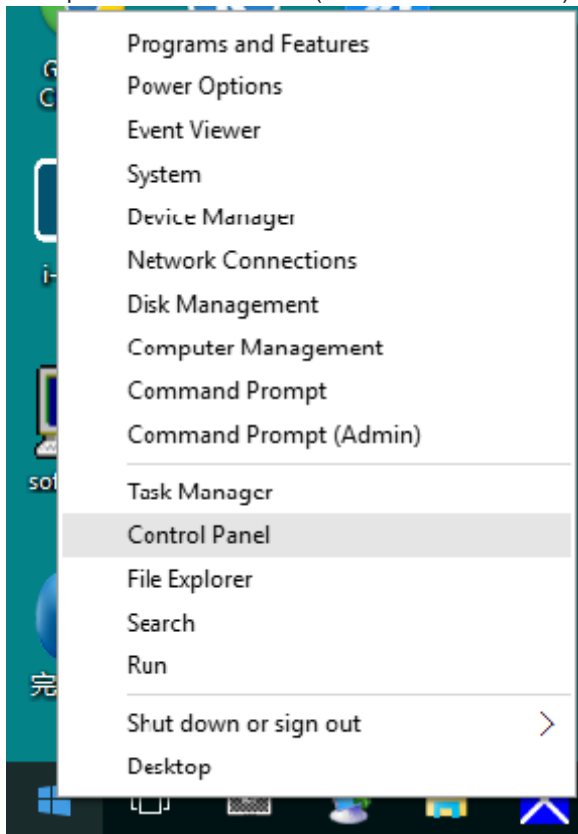 Programs and Features
Power Options
Event Viewer
System
Device Manager
Network Connections
Disk Management
Computer Management
Command Prompt
Command Prompt (Admin)
Task Manager
Control Panel
File Explorer
Search
Run
Shut down or sign out
Desktop